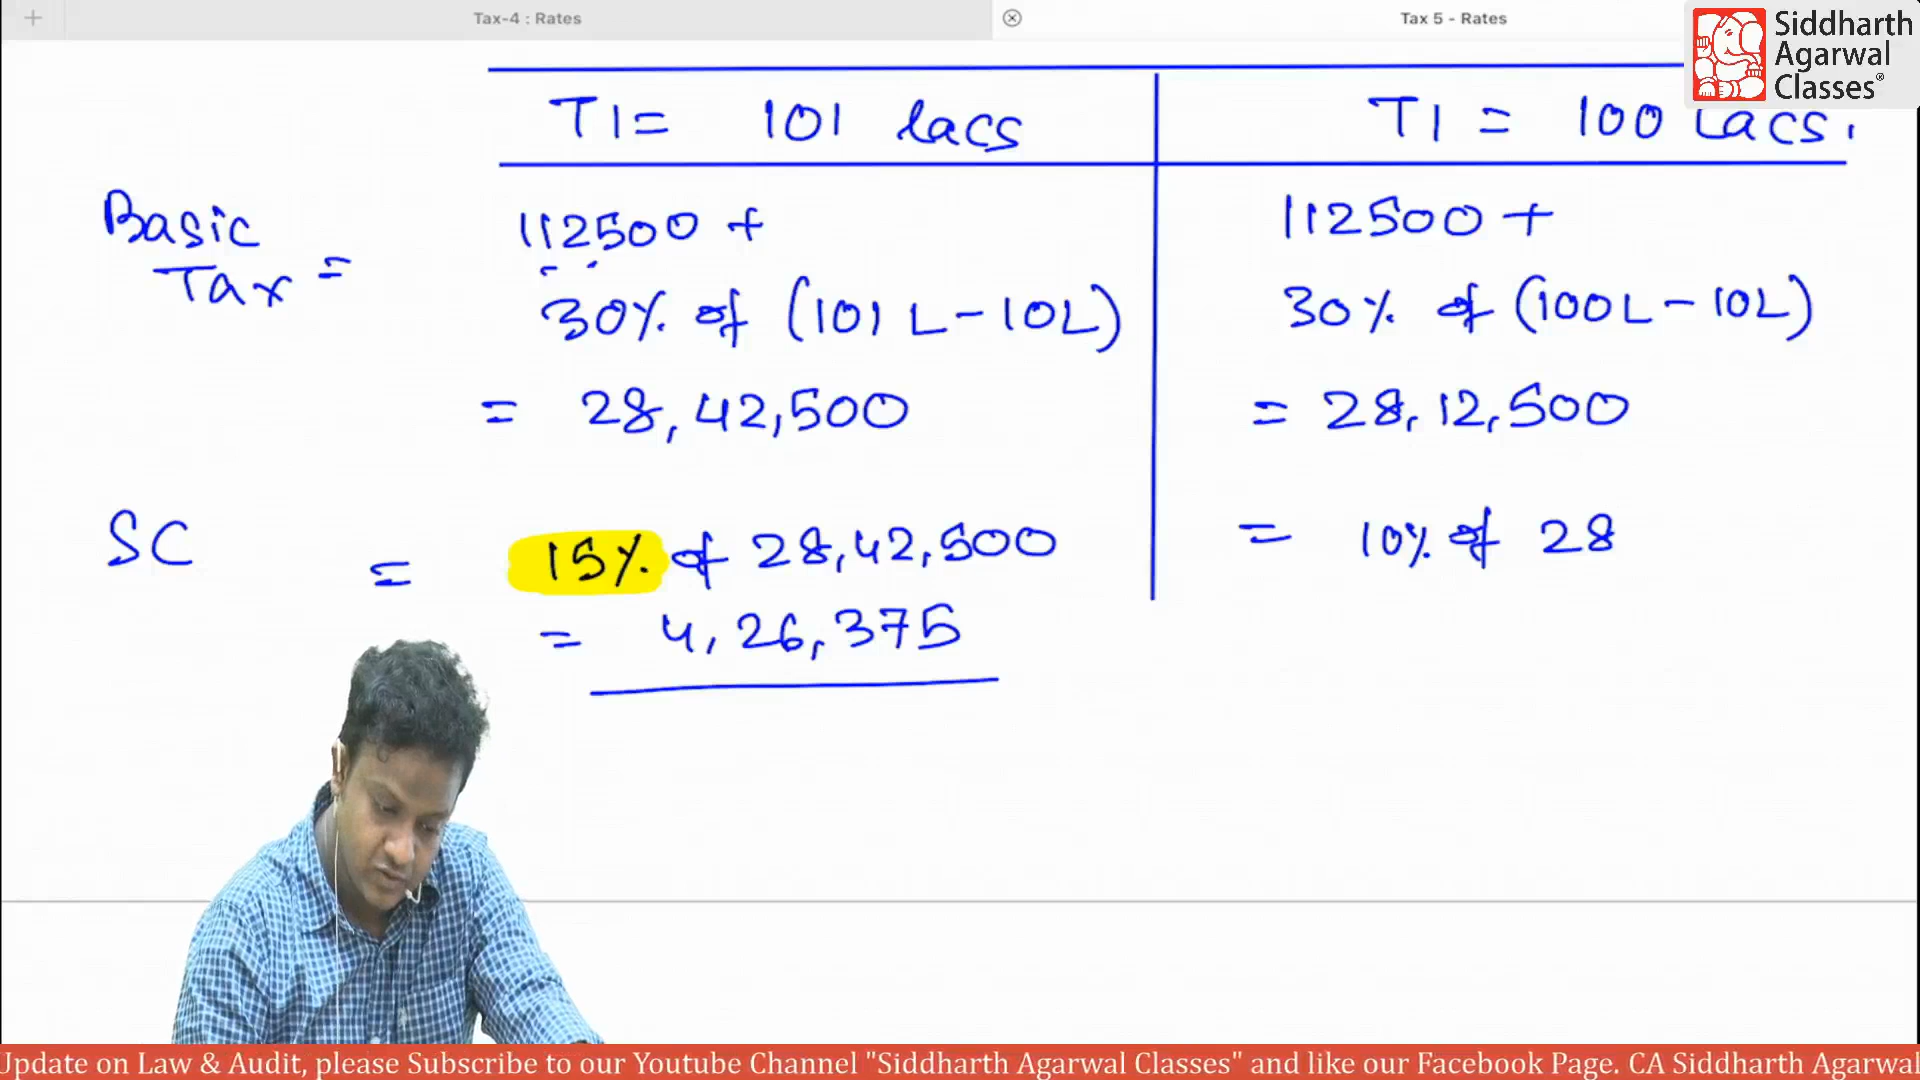 Tax-4 : Rates
Tax 5 - Rates
Siddharth
Agarwal
Classes®
TI = 101 lacs
TI = 100 lacs.
Basic
Tax =
112500 +
30% of (101 L - 10L)
= 28,42,500
112500 +
30% of (100L - 10L)
= 28,12,500
SC
= 15% of 28,42,500
= 4,26,375
= 10% of 28
Update on Law & Audit, please Subscribe to our Youtube Channel "Siddharth Agarwal Classes" and like our Facebook Page. CA Siddharth Agarwal